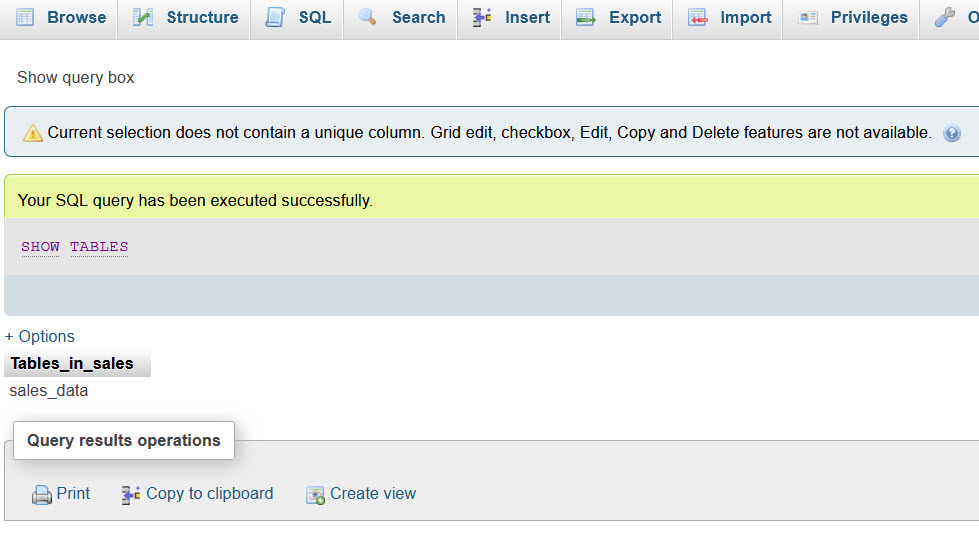 Browse Structure SQL Search Insert Export Import Privileges
Show query box
Current selection does not contain a unique column. Grid edit, checkbox, Edit, Copy and Delete features are not available.
Your SQL query has been executed successfully.
SHOW TABLES
+ Options
Tables_in_sales
sales_data
Query results operations
Print Copy to clipboard Create view